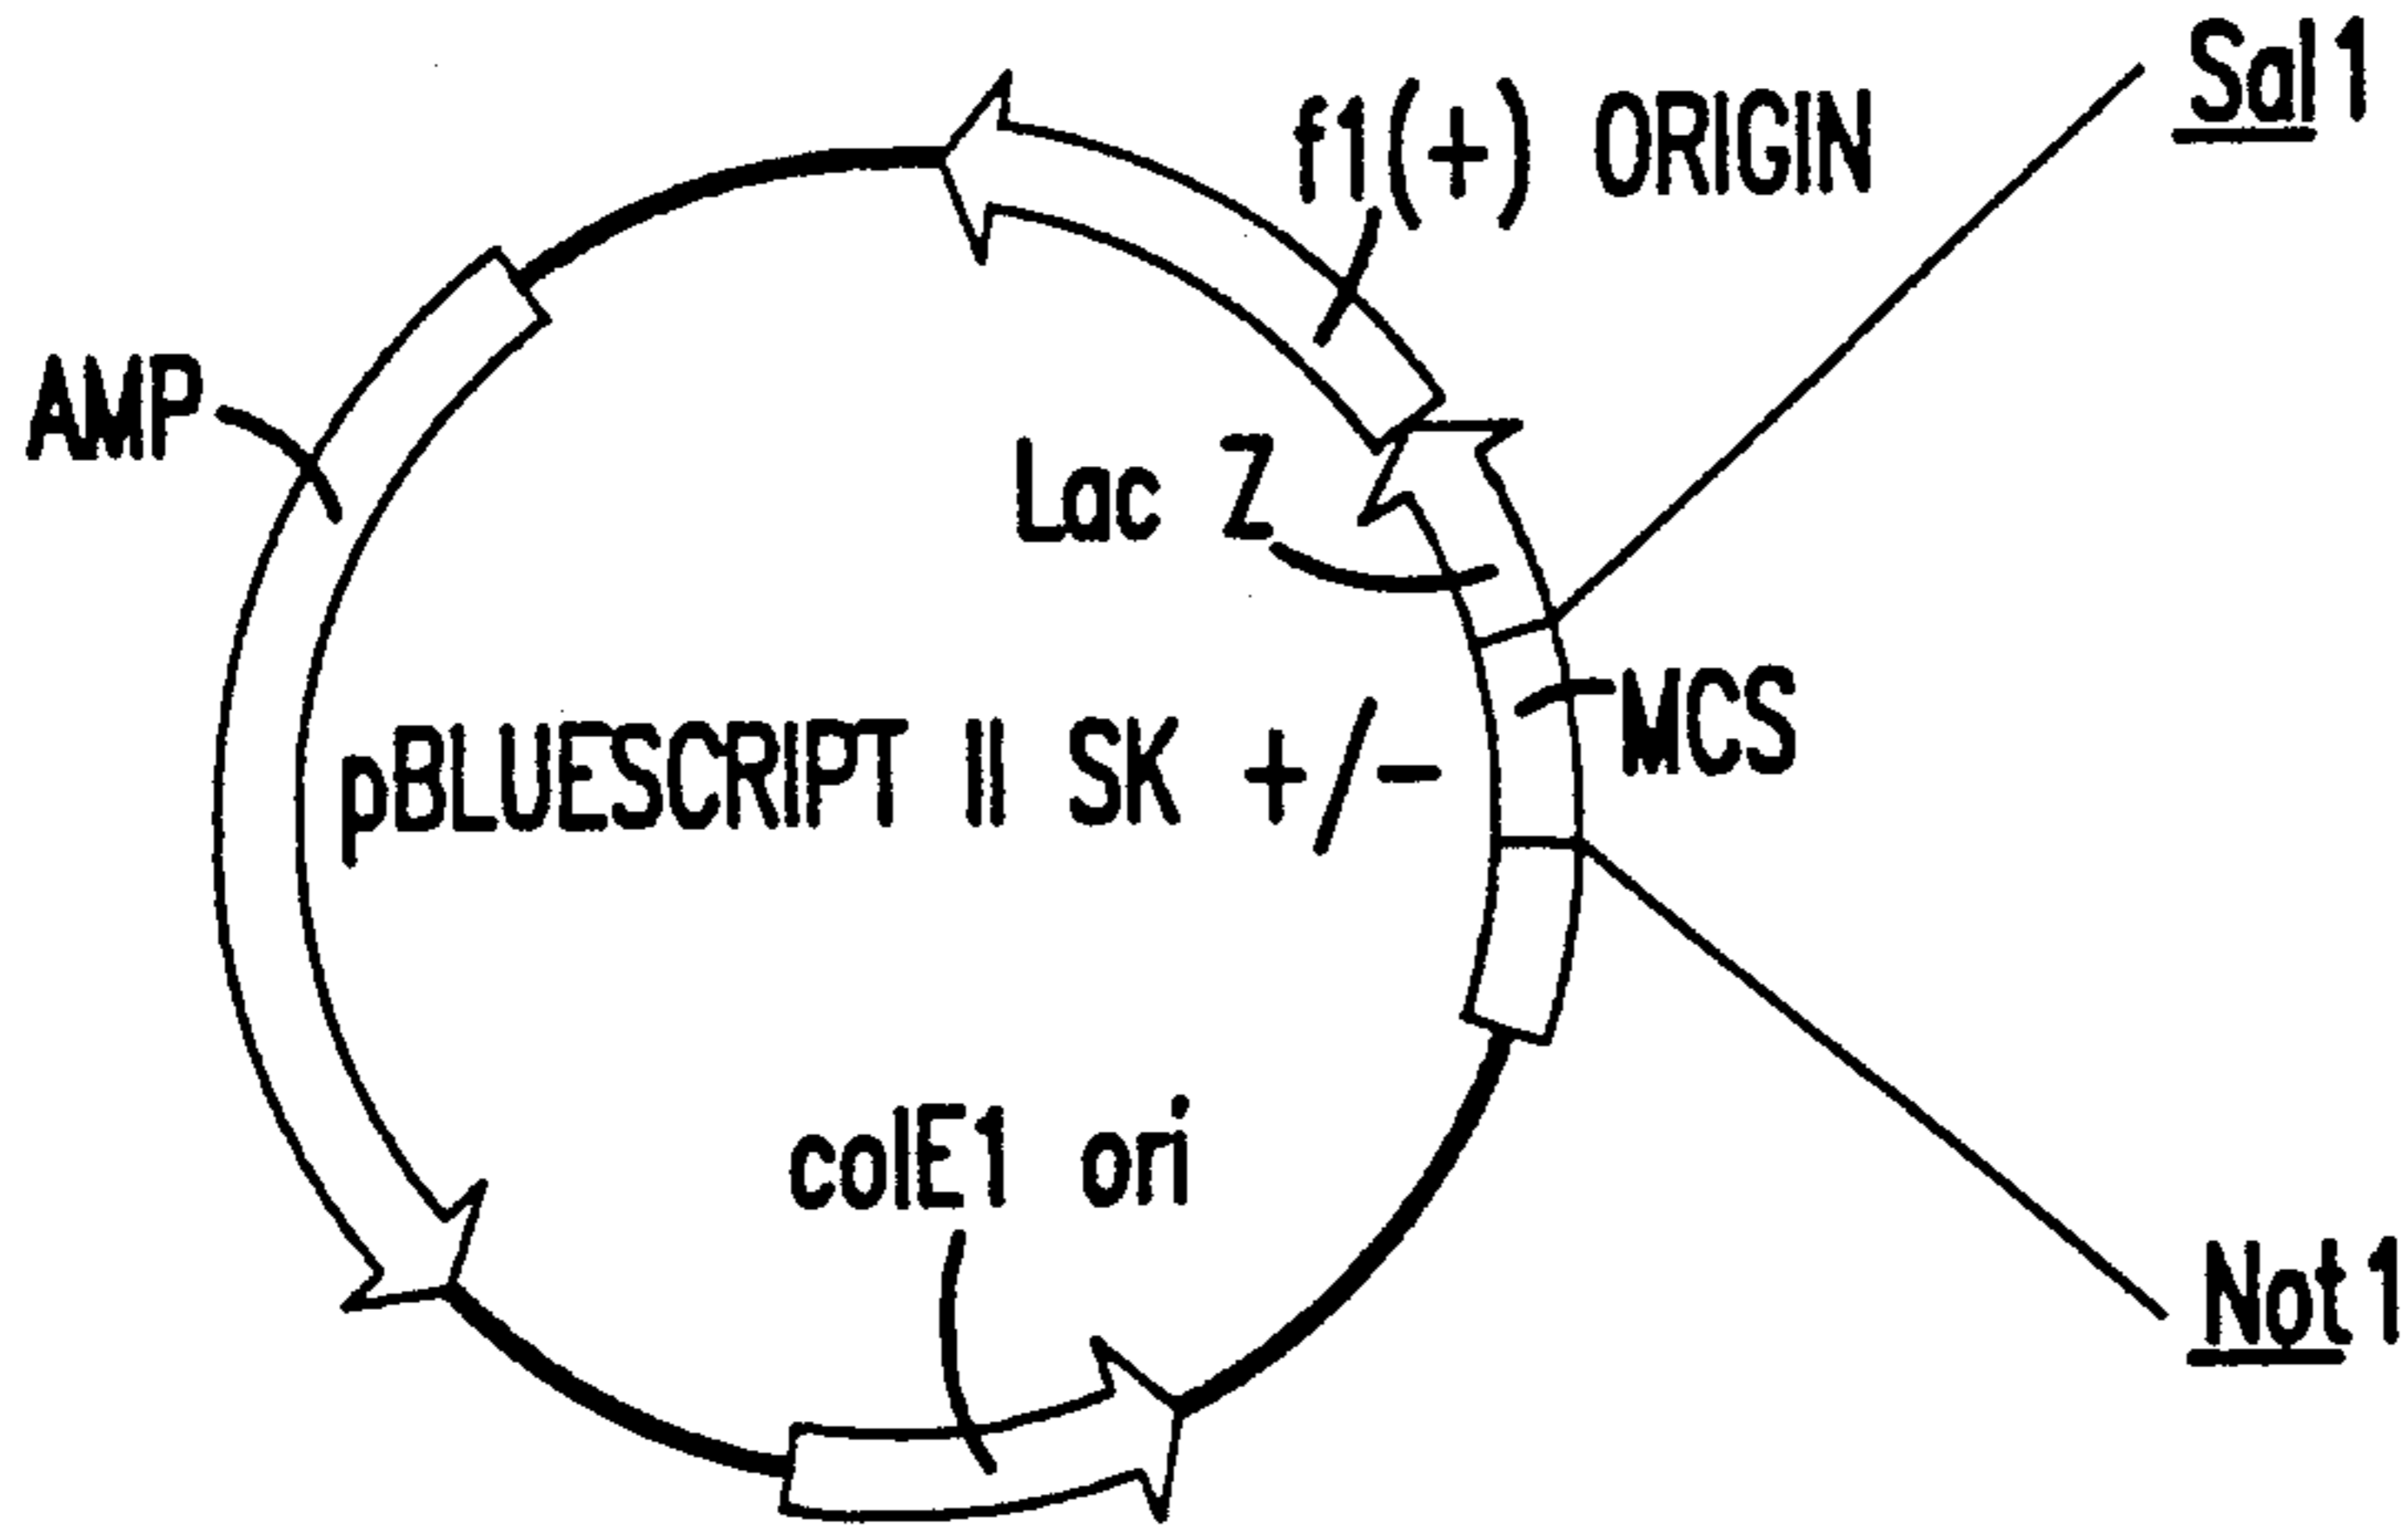 Sal1
f1(+) ORIGIN
AMP
Lac Z
MCS
pBLUESCRIPT II SK +/-
colE1 ori
Not1